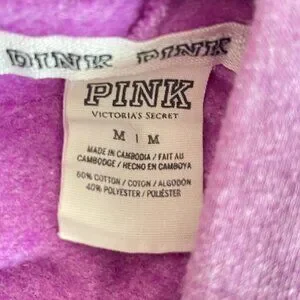 PINK PINK
PINK
VICTORIA'S SECRET
M | M
MADE IN CAMBODIA / FAIT AU
CAMBODGE / HECHO EN CAMBOYA
60% COTTON / COTON / ALGODÓN
40% POLYESTER / POLIÉSTER